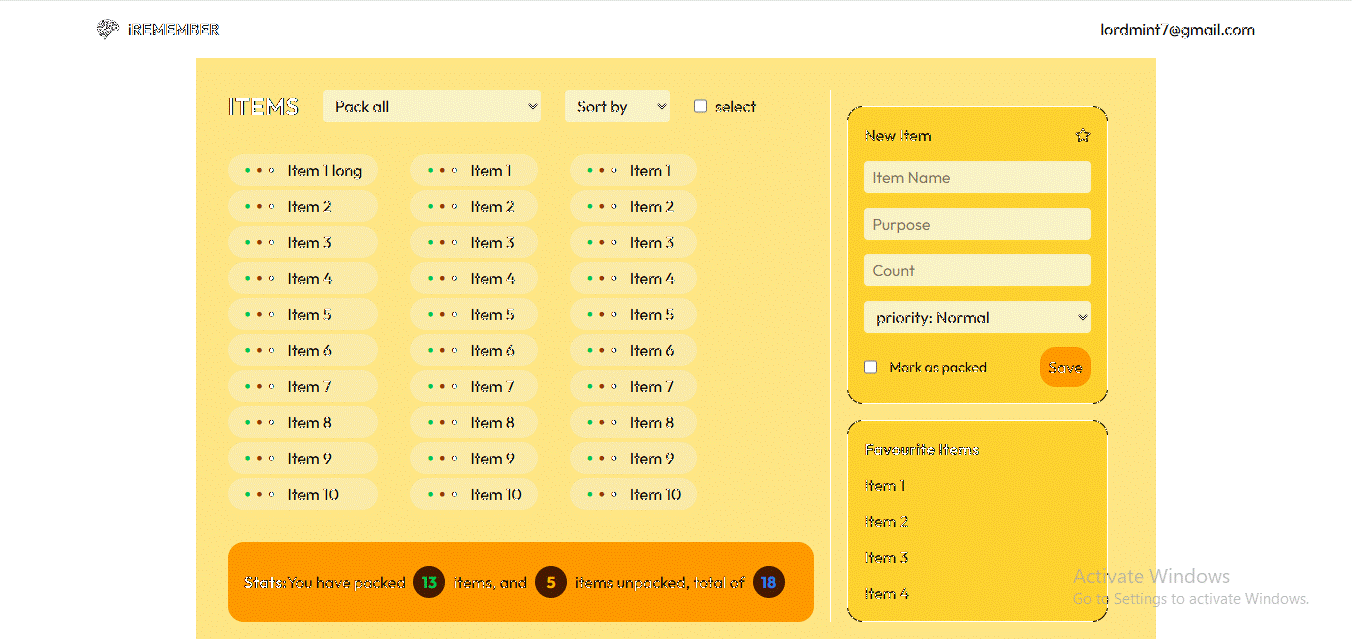 iREMEMBER
lordmint7@gmail.com
ITEMS
Pack all
Sort by
select
Item 1 long
Item 2
Item 3
Item 4
Item 5
Item 6
Item 7
Item 8
Item 9
Item 10
Item 1
Item 2
Item 3
Item 4
Item 5
Item 6
Item 7
Item 8
Item 9
Item 10
Item 1
Item 2
Item 3
Item 4
Item 5
Item 6
Item 7
Item 8
Item 9
Item 10
Stats: You have packed 13 items, and 5 items unpacked, total of 18
New Item
Item Name
Purpose
Count
priority: Normal
Mark as packed
Save
Favourite Items
Item 1
Item 2
Item 3
Item 4
Activate Windows
Go to Settings to activate Windows.